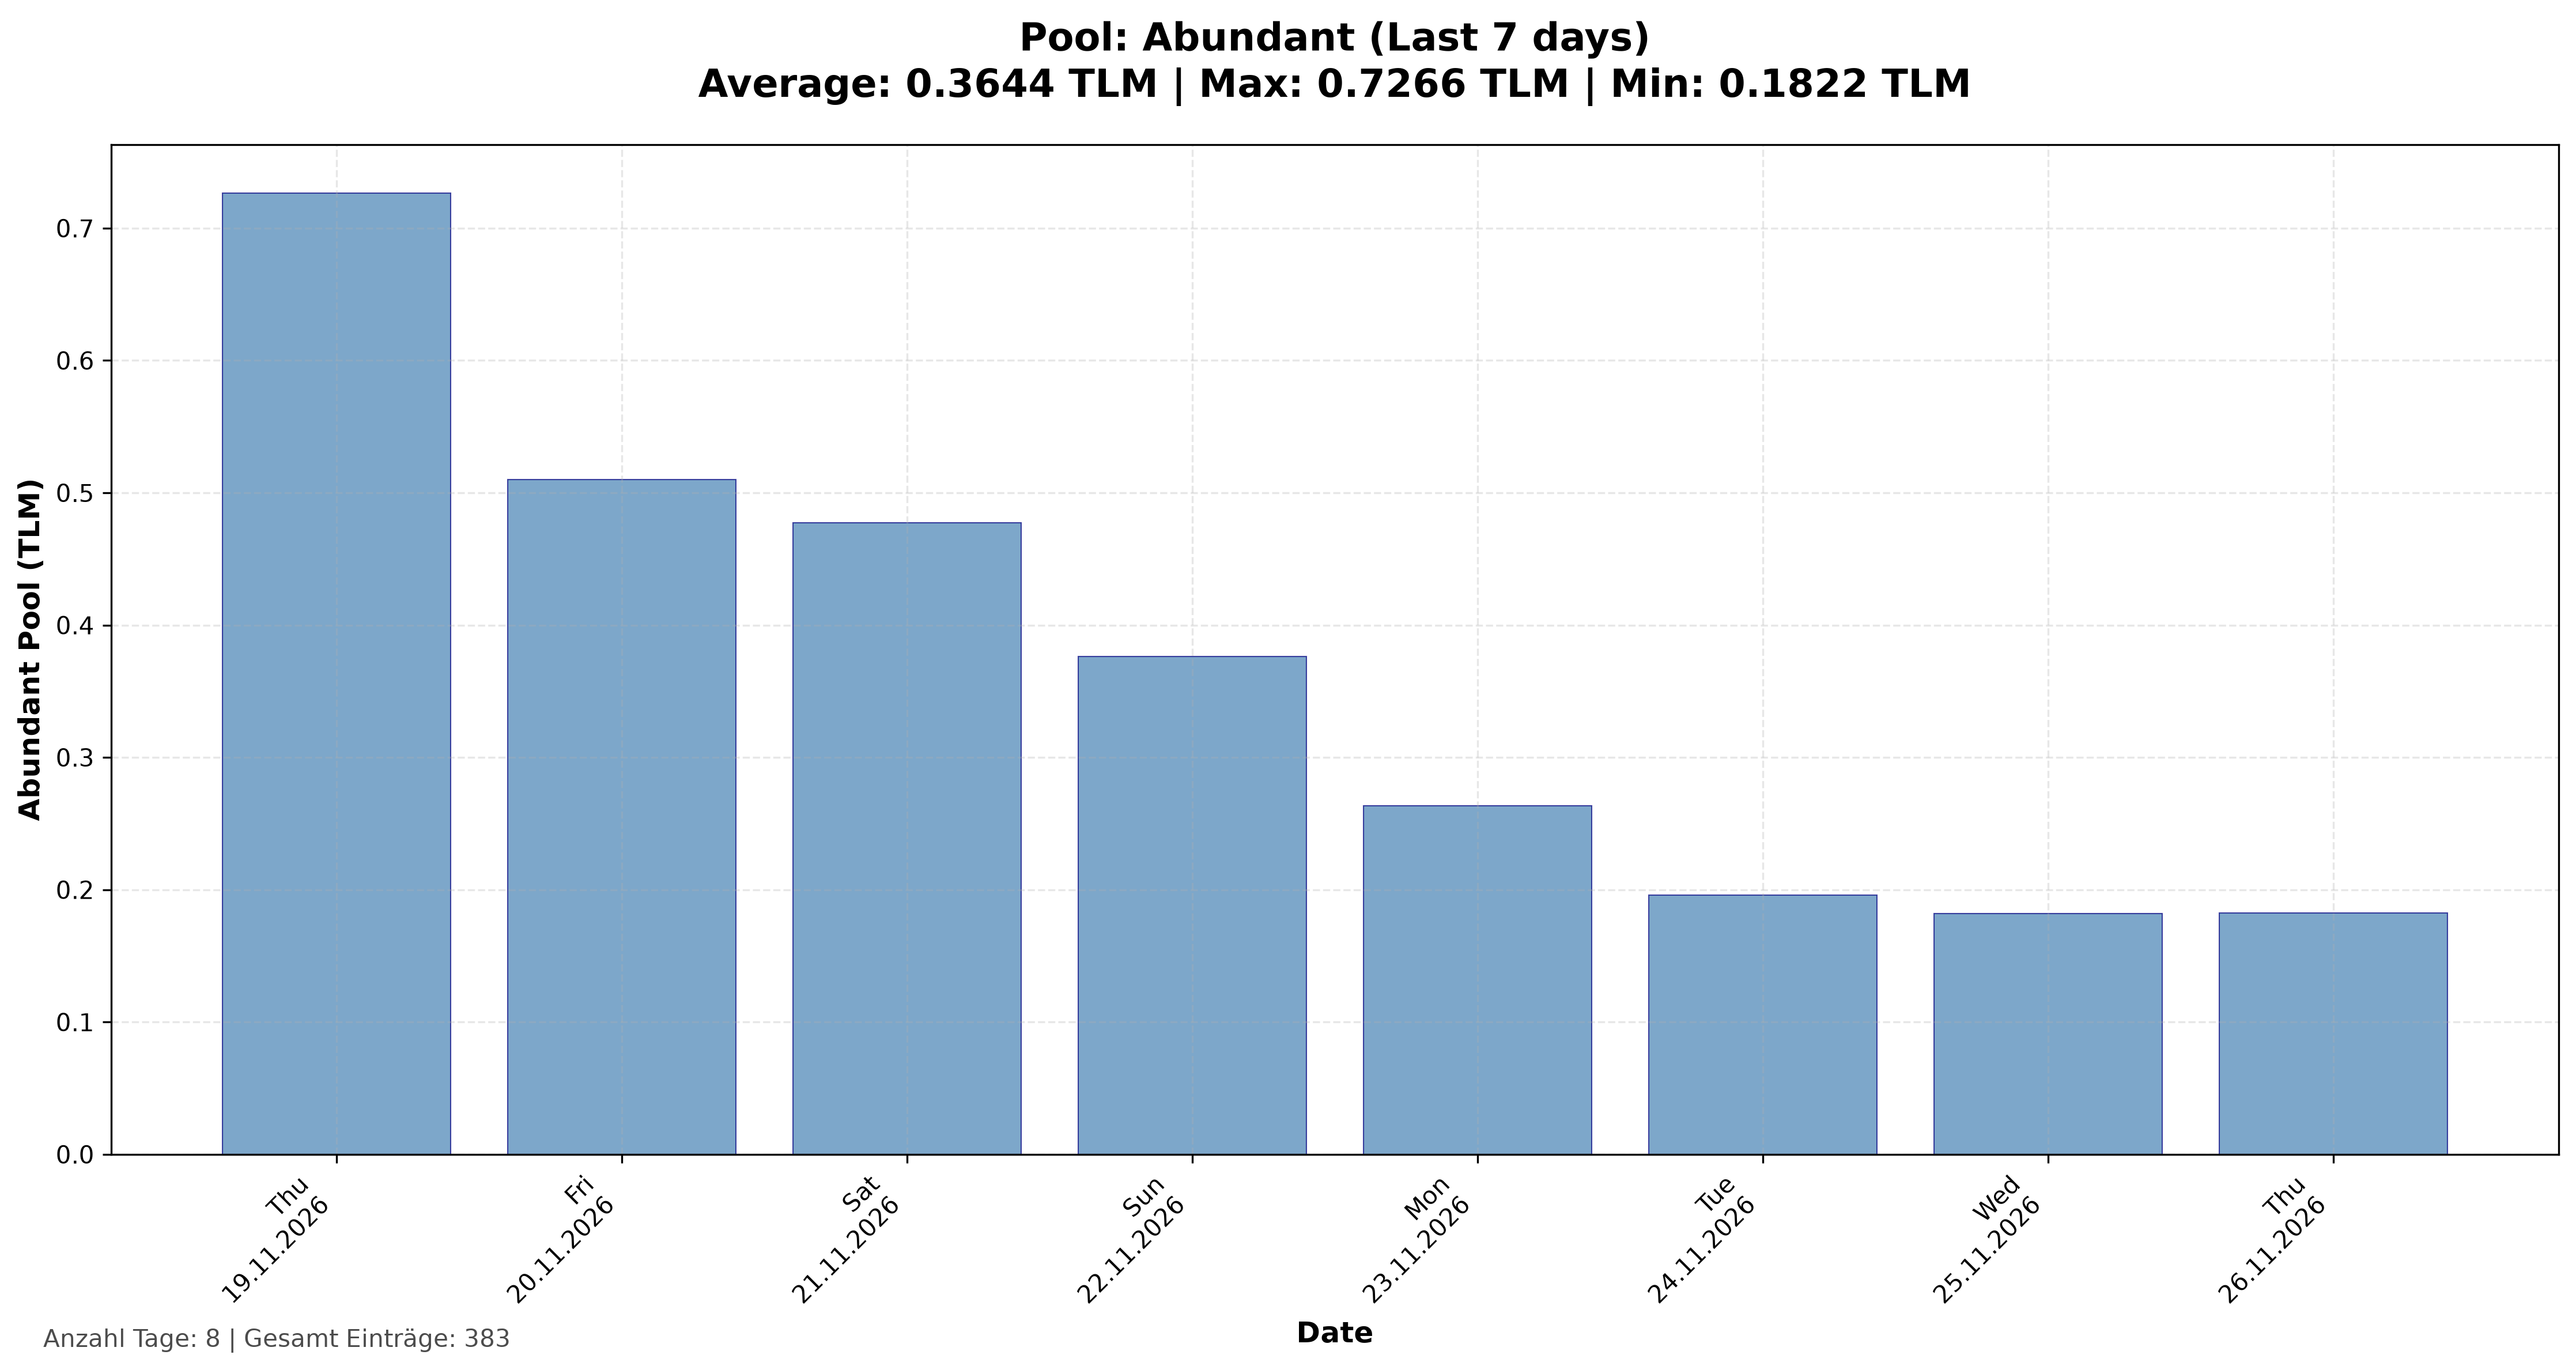 Pool: Abundant (Last 7 days)
Average: 0.3644 TLM | Max: 0.7266 TLM | Min: 0.1822 TLM
Abundant Pool (TLM)
0.7
0.6
0.5
0.4
0.3
0.2
0.1
0.0
Thu
19.11.2026
Fri
20.11.2026
Sat
21.11.2026
Sun
22.11.2026
Mon
23.11.2026
Tue
24.11.2026
Wed
25.11.2026
Thu
26.11.2026
Date
Anzahl Tage: 8 | Gesamt Einträge: 383